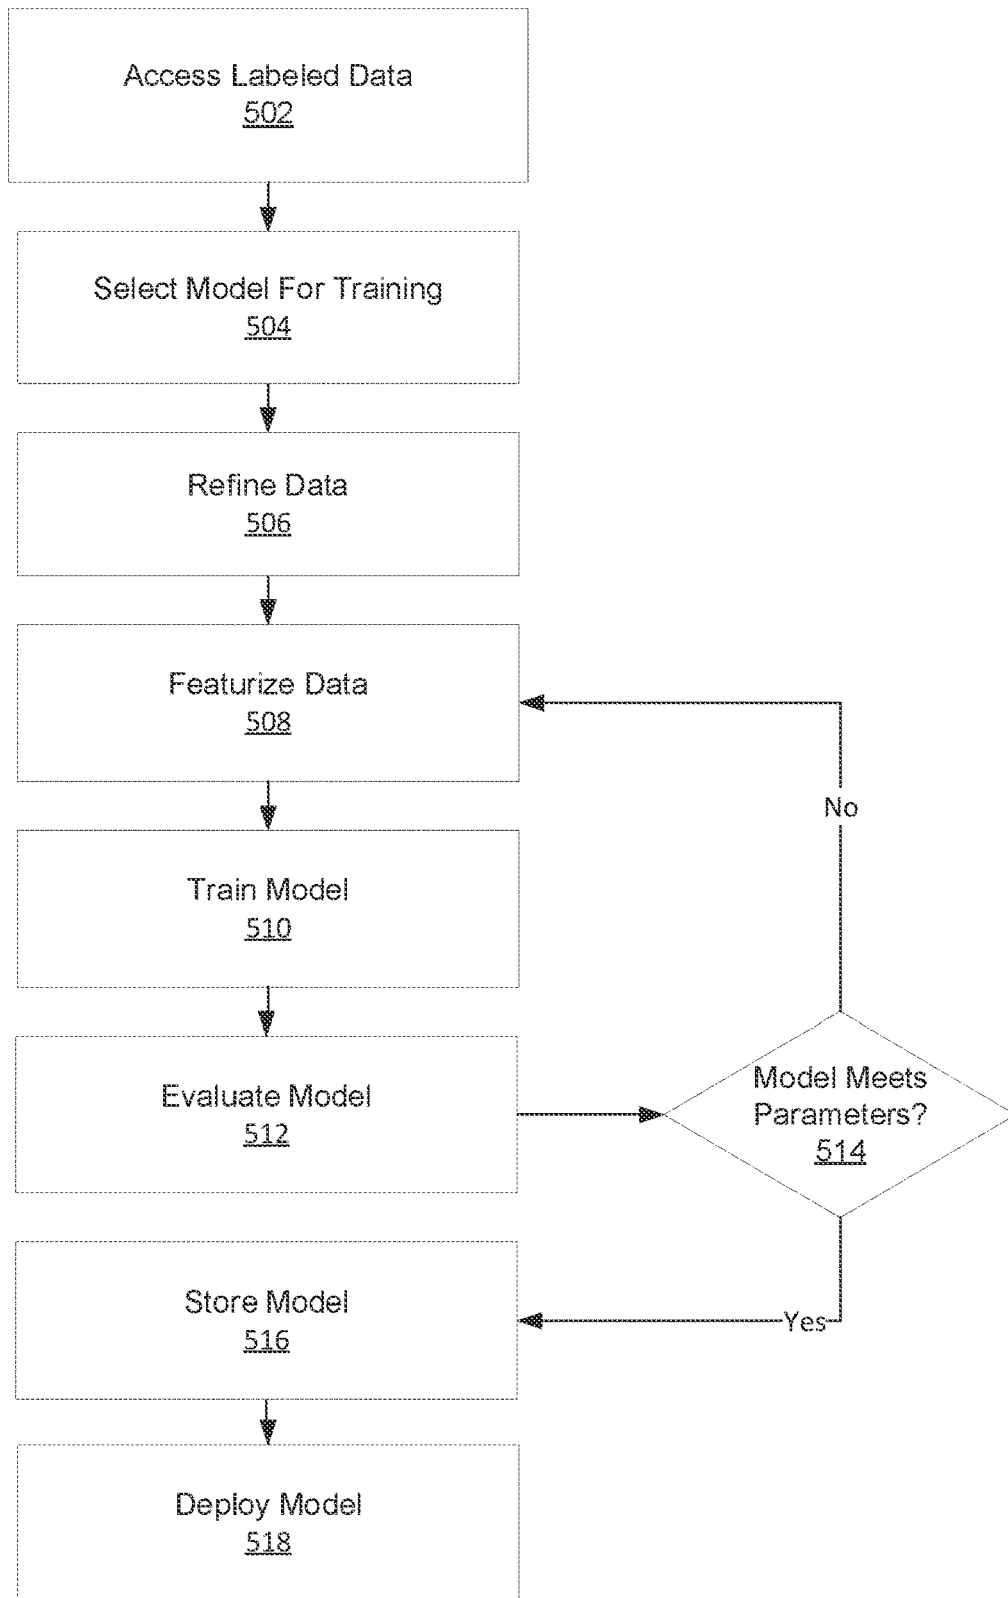 Access Labeled Data
502
Select Model For Training
504
Refine Data
506
Featurize Data
508
No
Train Model
510
Evaluate Model
512
Model Meets
Parameters?
514
Store Model
516
Yes
Deploy Model
518